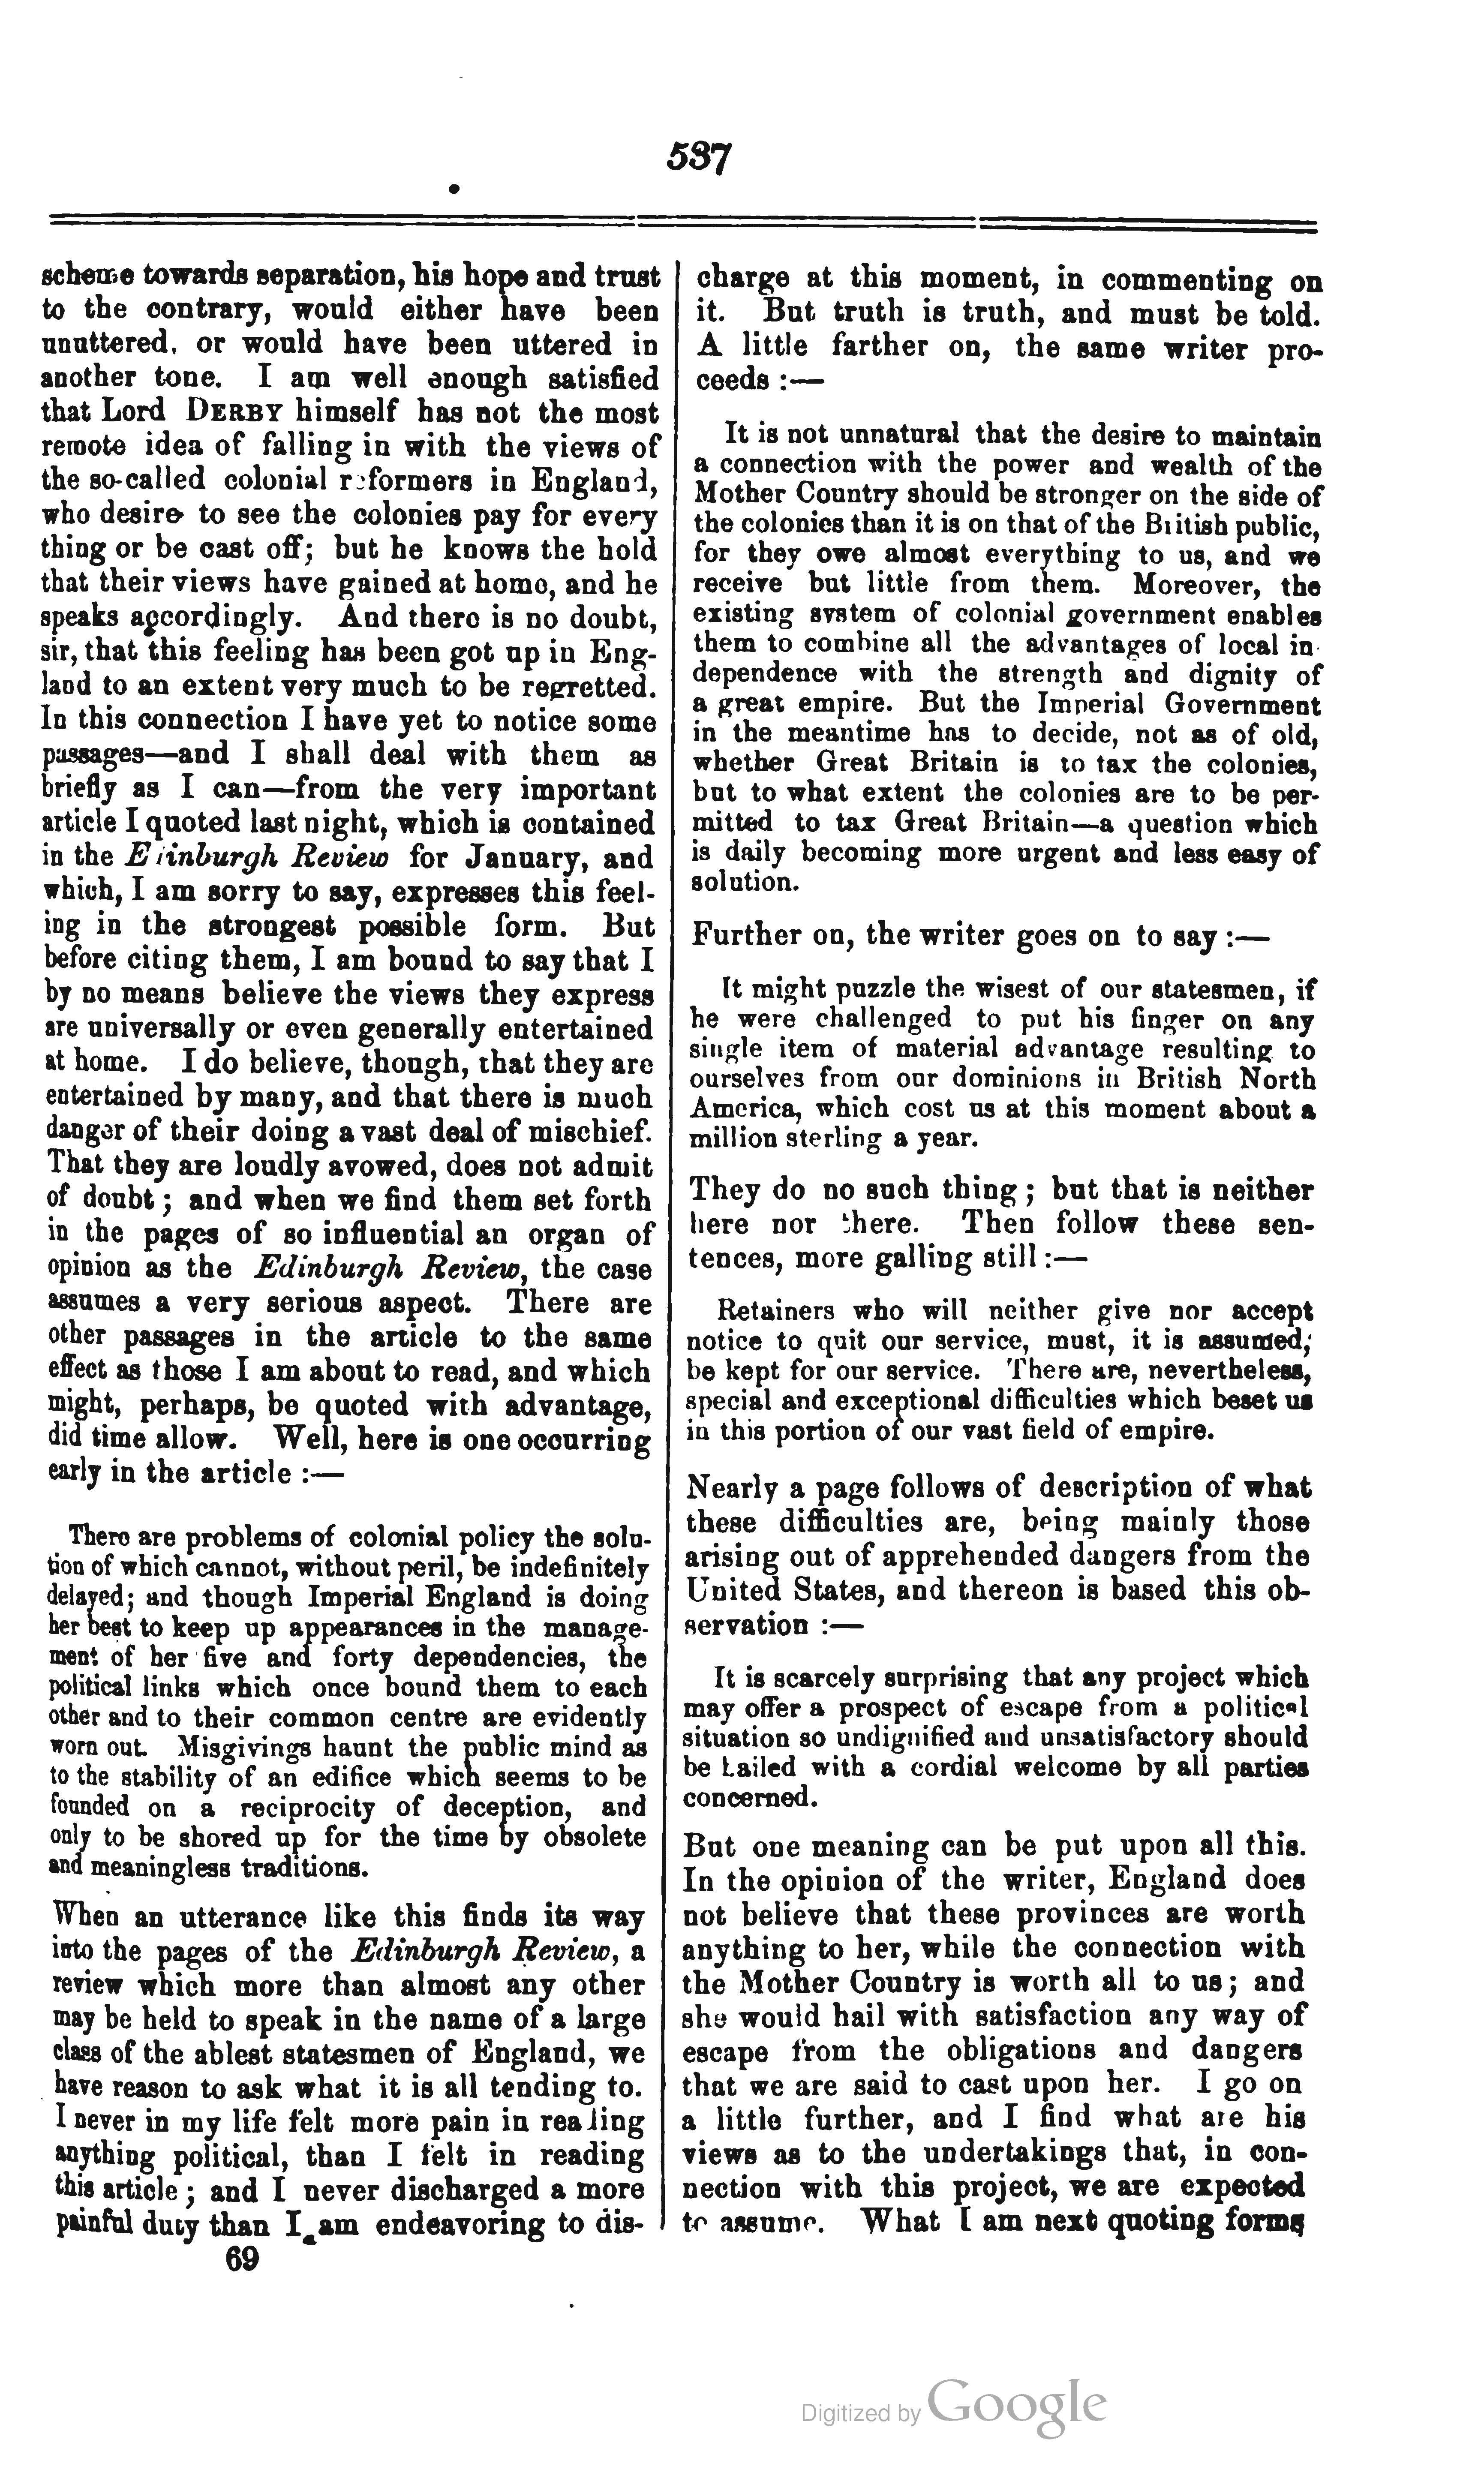 537
scheme towards separation, his hope and trust
to the contrary, would either have been
unuttered, or would have been uttered in
another tone. I am well enough satisfied
that Lord DERBY himself has not the most
remote idea of falling in with the views of
the so-called colonial reformers in England,
who desire to see the colonies pay for every
thing or be cast off; but he knows the hold
that their views have gained at home, and he
speaks accordingly. And there is no doubt,
sir, that this feeling has been got up in Eng-
land to an extent very much to be regretted.
In this connection I have yet to notice some
passages—and I shall deal with them as
briefly as I can—from the very important
article I quoted last night, which is contained
in the Edinburgh Review for January, and
which, I am sorry to say, expresses this feel-
ing in the strongest possible form. But
before citing them, I am bound to say that I
by no means believe the views they express
are universally or even generally entertained
at home. I do believe, though, that they are
entertained by many, and that there is much
danger of their doing a vast deal of mischief.
That they are loudly avowed, does not admit
of doubt; and when we find them set forth
in the pages of so influential an organ of
opinion as the Edinburgh Review, the case
assumes a very serious aspect. There are
other passages in the article to the same
effect as those I am about to read, and which
might, perhaps, be quoted with advantage,
did time allow. Well, here is one occurring
early in the article :—
There are problems of colonial policy the solu-
tion of which cannot, without peril, be indefinitely
delayed; and though Imperial England is doing
her best to keep up appearances in the manage-
ment of her five and forty dependencies, the
political links which once bound them to each
other and to their common centre are evidently
worn out. Misgivings haunt the public mind as
to the stability of an edifice which seems to be
founded on a reciprocity of deception, and
only to be shored up for the time by obsolete
and meaningless traditions.
When an utterance like this finds its way
into the pages of the Edinburgh Review, a
review which more than almost any other
may be held to speak in the name of a large
class of the ablest statesmen of England, we
have reason to ask what it is all tending to.
I never in my life felt more pain in reading
anything political, than I felt in reading
this article; and I never discharged a more
painful duty than I am endeavoring to dis-
69
charge at this moment, in commenting on
it. But truth is truth, and must be told.
A little farther on, the same writer pro-
ceeds :—
It is not unnatural that the desire to maintain
a connection with the power and wealth of the
Mother Country should be stronger on the side of
the colonies than it is on that of the British public,
for they owe almost everything to us, and we
receive but little from them. Moreover, the
existing system of colonial government enables
them to combine all the advantages of local in-
dependence with the strength and dignity of
a great empire. But the Imperial Government
in the meantime has to decide, not as of old,
whether Great Britain is to tax the colonies,
but to what extent the colonies are to be per-
mitted to tax Great Britain—a question which
is daily becoming more urgent and less easy of
solution.
Further on, the writer goes on to say :—
It might puzzle the wisest of our statesmen, if
he were challenged to put his finger on any
single item of material advantage resulting to
ourselves from our dominions in British North
America, which cost us at this moment about a
million sterling a year.
They do no such thing; but that is neither
here nor there. Then follow these sen-
tences, more galling still :—
Retainers who will neither give nor accept
notice to quit our service, must, it is assumed,
be kept for our service. There are, nevertheless,
special and exceptional difficulties which beset us
in this portion of our vast field of empire.
Nearly a page follows of description of what
these difficulties are, being mainly those
arising out of apprehended dangers from the
United States, and thereon is based this ob-
servation :—
It is scarcely surprising that any project which
may offer a prospect of escape from a political
situation so undignified and unsatisfactory should
be hailed with a cordial welcome by all parties
concerned.
But one meaning can be put upon all this.
In the opinion of the writer, England does
not believe that these provinces are worth
anything to her, while the connection with
the Mother Country is worth all to us; and
she would hail with satisfaction any way of
escape from the obligations and dangers
that we are said to cast upon her. I go on
a little further, and I find what are his
views as to the undertakings that, in con-
nection with this project, we are expected
to assume. What I am next quoting forms
Digitized by Google